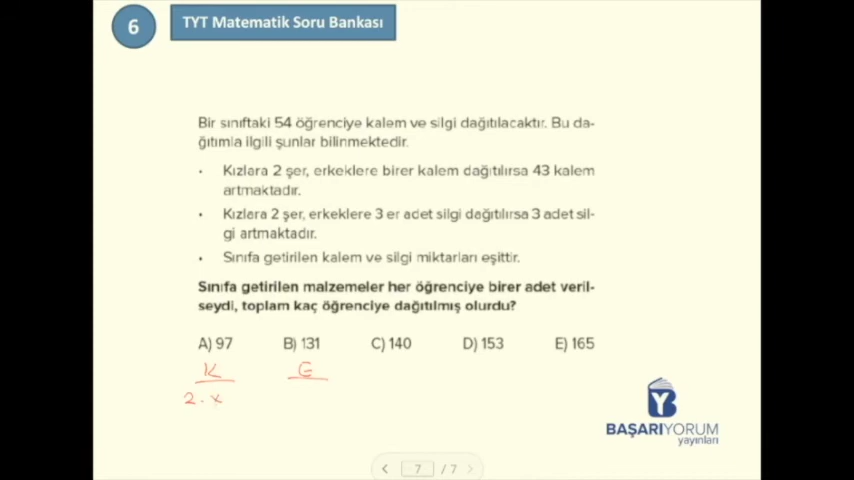 6
TYT Matematik Soru Bankası
Bir sınıftaki 54 öğrenciye kalem ve silgi dağıtılacaktır. Bu da-
ğıtımla ilgili şunlar bilinmektedir.
· Kızlara 2 şer, erkeklere birer kalem dağıtılırsa 43 kalem
artmaktadır.
· Kızlara 2 şer, erkeklere 3 er adet silgi dağıtılırsa 3 adet sil-
gi artmaktadır.
· Sınıfa getirilen kalem ve silgi miktarları eşittir.
Sınıfa getirilen malzemeler her öğrenciye birer adet veril-
seydi, toplam kaç öğrenciye dağıtılmış olurdu?
A) 97 B) 131 C) 140 D) 153 E) 165
K E
2.x
BAŞARIYORUM
yayınları
7 / 7